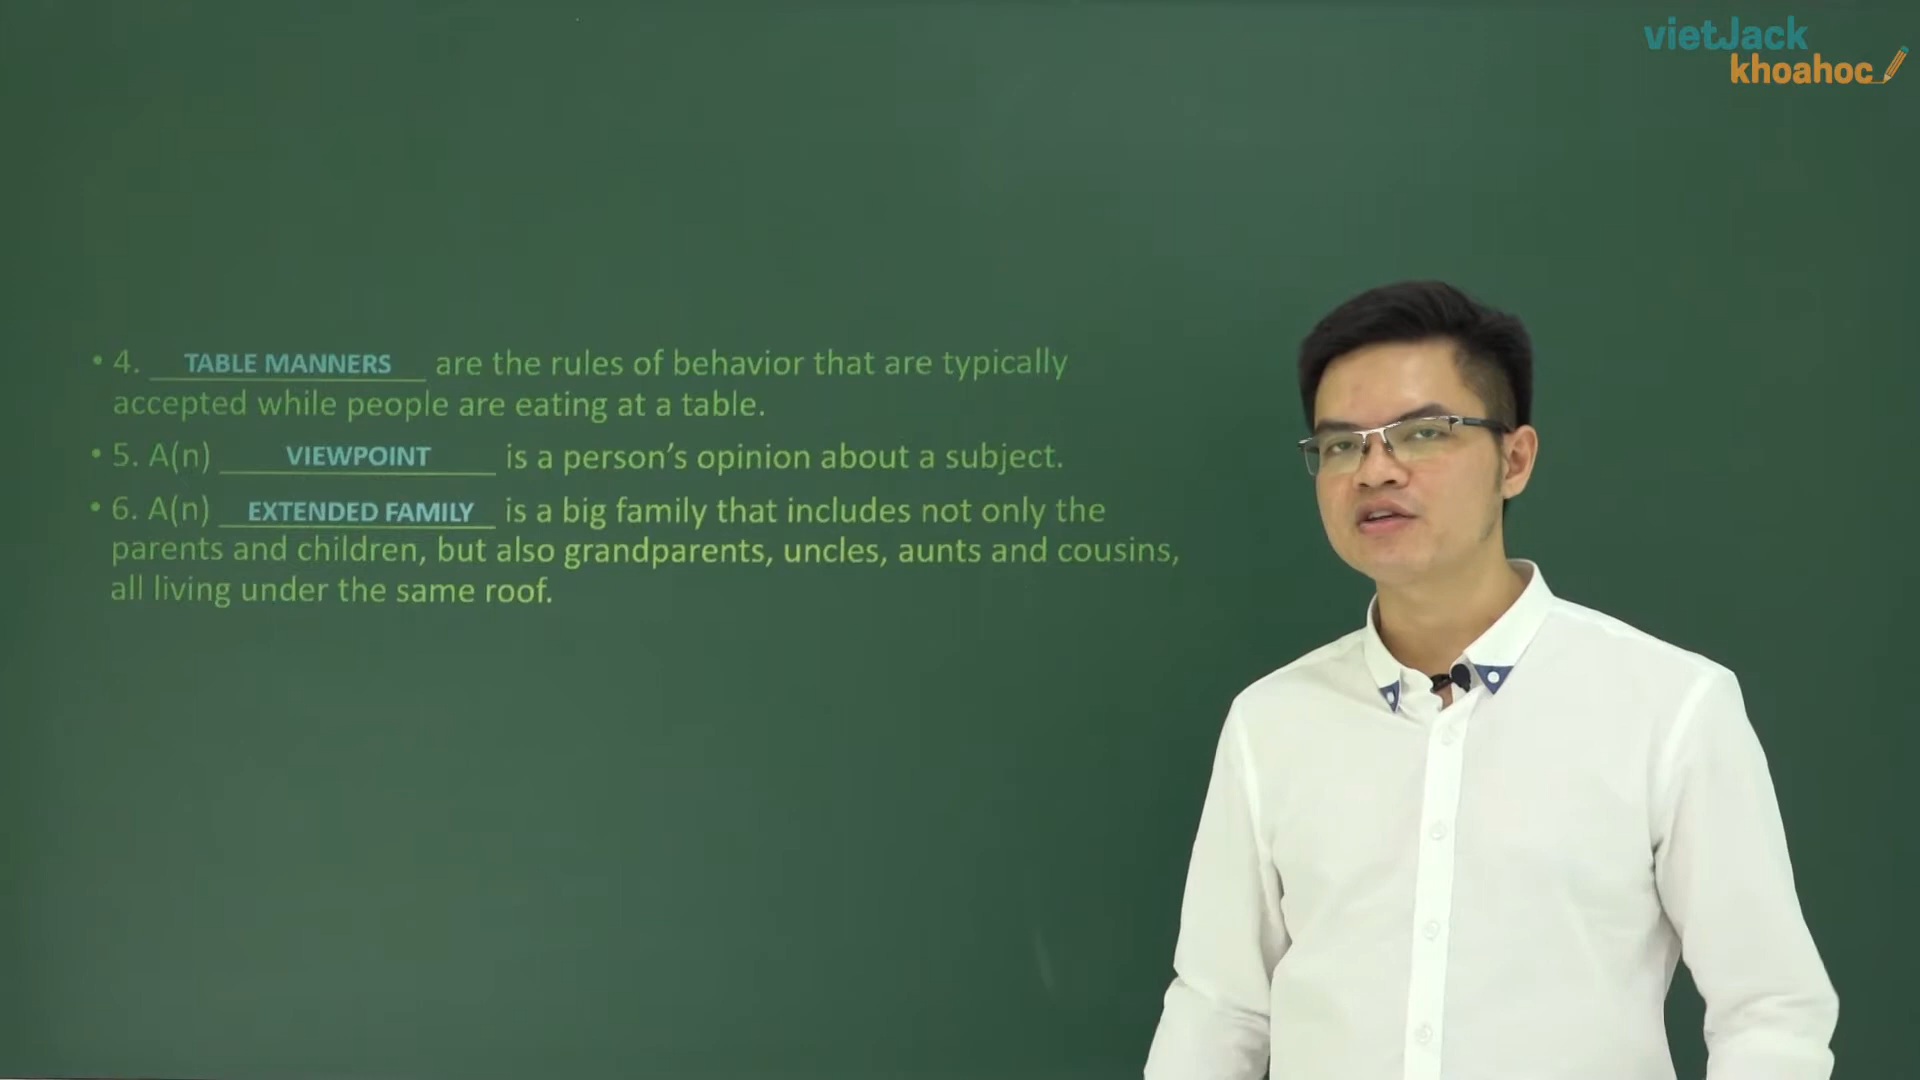 vietJack
khoahoc
• 4. TABLE MANNERS are the rules of behavior that are typically
accepted while people are eating at a table.
• 5. A(n) VIEWPOINT is a person's opinion about a subject.
• 6. A(n) EXTENDED FAMILY is a big family that includes not only the
parents and children, but also grandparents, uncles, aunts and cousins,
all living under the same roof.